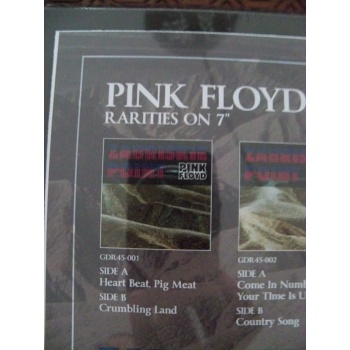 PINK FLOYD
RARITIES ON 7"
PINK
FLOYD
GDR45-001
SIDE A
Heart Beat, Pig Meat
SIDE B
Crumbling Land
GDR45-002
SIDE A
Come In Numb
Your Time Is U
SIDE B
Country Song